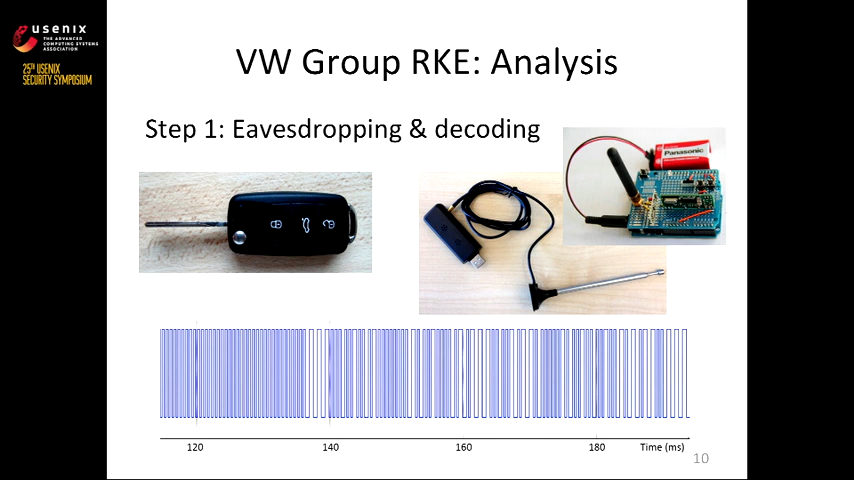 usenix
THE ADVANCED
COMPUTING SYSTEMS
ASSOCIATION
25TH USENIX
SECURITY SYMPOSIUM
VW Group RKE: Analysis
Step 1: Eavesdropping & decoding
Panasonic
120 140 160 180 Time (ms)
10